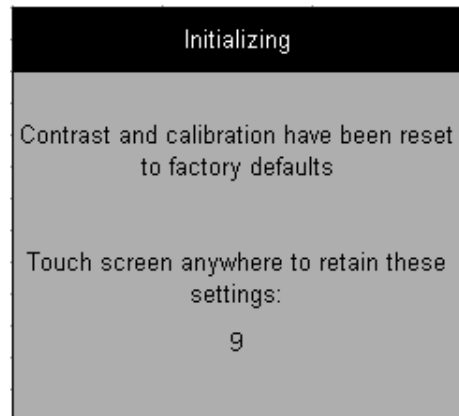 Initializing
Contrast and calibration have been reset
to factory defaults
Touch screen anywhere to retain these
settings:
9